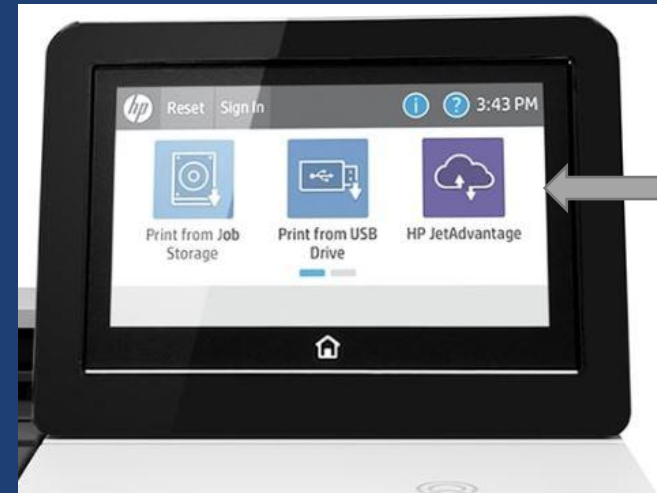 hp Reset Sign In i ? 3:43 PM
Print from Job
Storage
Print from USB
Drive
HP JetAdvantage